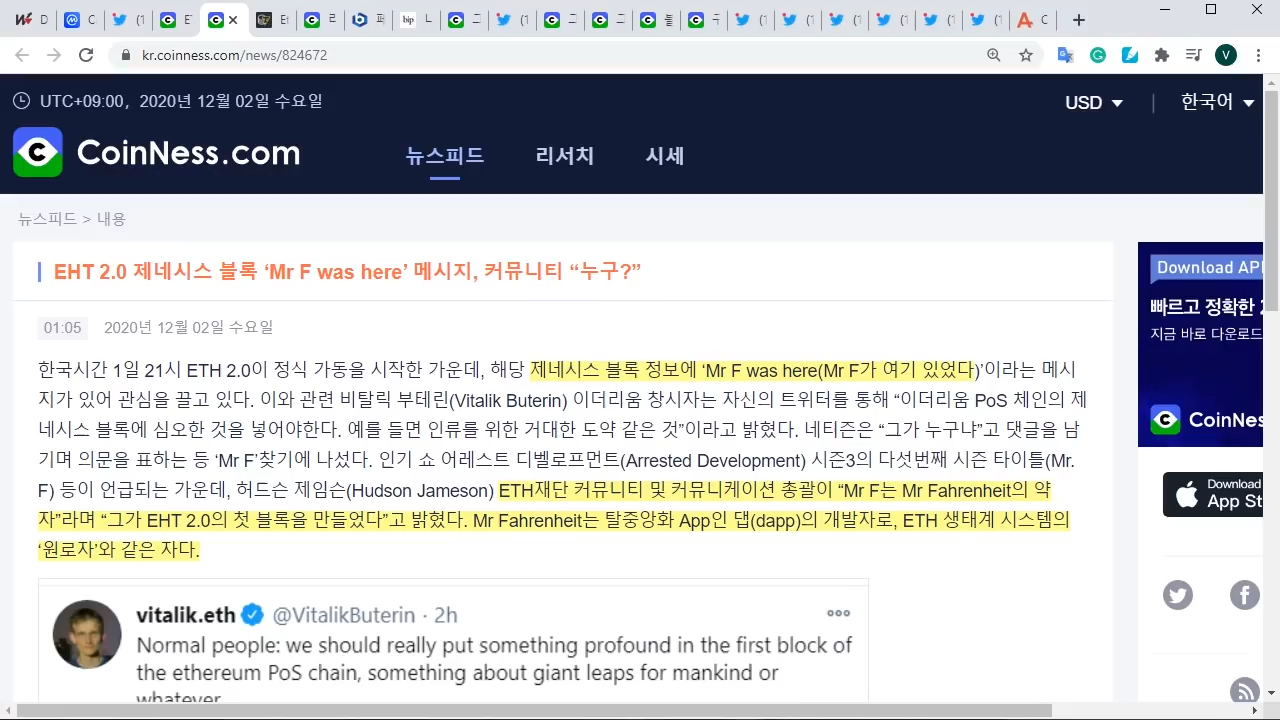 D
(1
E
E
리
파
bip
ㄴ
그
(1
그
그
블
두
(1
(1
(1
(1
(1
(1
C
kr.coinness.com/news/824672
V
UTC+09:00, 2020년 12월 02일 수요일
USD
한국어
CoinNess.com
뉴스피드
리서치
시세
뉴스피드 > 내용
EHT 2.0 제네시스 블록 ‘Mr F was here’ 메시지, 커뮤니티 “누구?”
01:05 2020년 12월 02일 수요일
한국시간 1일 21시 ETH 2.0이 정식 가동을 시작한 가운데, 해당 제네시스 블록 정보에 ‘Mr F was here(Mr F가 여기 있었다)’이라는 메시
지가 있어 관심을 끌고 있다. 이와 관련 비탈릭 부테린(Vitalik Buterin) 이더리움 창시자는 자신의 트위터를 통해 “이더리움 PoS 체인의 제
네시스 블록에 심오한 것을 넣어야한다. 예를 들면 인류를 위한 거대한 도약 같은 것”이라고 밝혔다. 네티즌은 “그가 누구냐”고 댓글을 남
기며 의문을 표하는 등 ‘Mr F’찾기에 나섰다. 인기 쇼 어레스트 디벨로프먼트(Arrested Development) 시즌3의 다섯번째 시즌 타이틀(Mr.
F) 등이 언급되는 가운데, 허드슨 제임슨(Hudson Jameson) ETH재단 커뮤니티 및 커뮤니케이션 총괄이 “Mr F는 Mr Fahrenheit의 약
자”라며 “그가 EHT 2.0의 첫 블록을 만들었다”고 밝혔다. Mr Fahrenheit는 탈중앙화 App인 댑(dapp)의 개발자로, ETH 생태계 시스템의
‘원로자’와 같은 자다.
vitalik.eth @VitalikButerin · 2h
Normal people: we should really put something profound in the first block of
the ethereum PoS chain, something about giant leaps for mankind or
whatever
Download AP
빠르고 정확한
지금 바로 다운로드
CoinNess
Download
App St